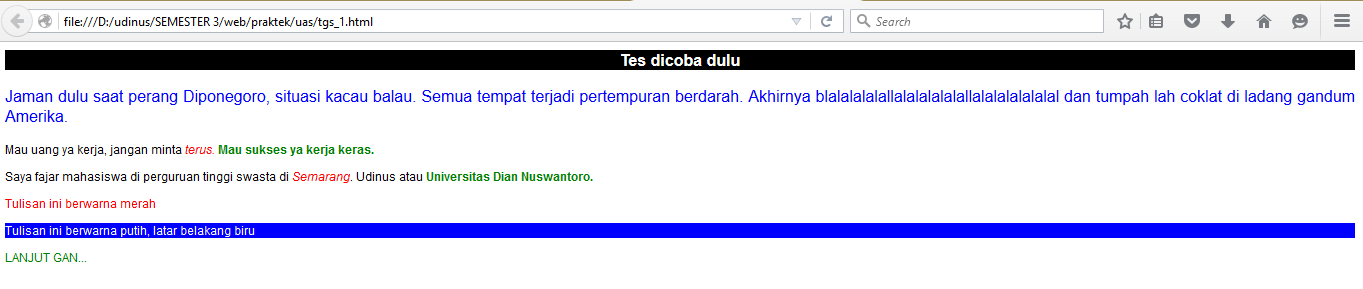 file:///D:/udinus/SEMESTER 3/web/praktek/uas/tgs_1.html
Search
Tes dicoba dulu
Jaman dulu saat perang Diponegoro, situasi kacau balau. Semua tempat terjadi pertempuran berdarah. Akhirnya blalalalalallalalalalalallalalalalalalal dan tumpah lah coklat di ladang gandum
Amerika.
Mau uang ya kerja, jangan minta terus. Mau sukses ya kerja keras.
Saya fajar mahasiswa di perguruan tinggi swasta di Semarang. Udinus atau Universitas Dian Nuswantoro.
Tulisan ini berwarna merah
Tulisan ini berwarna putih, latar belakang biru
LANJUT GAN...